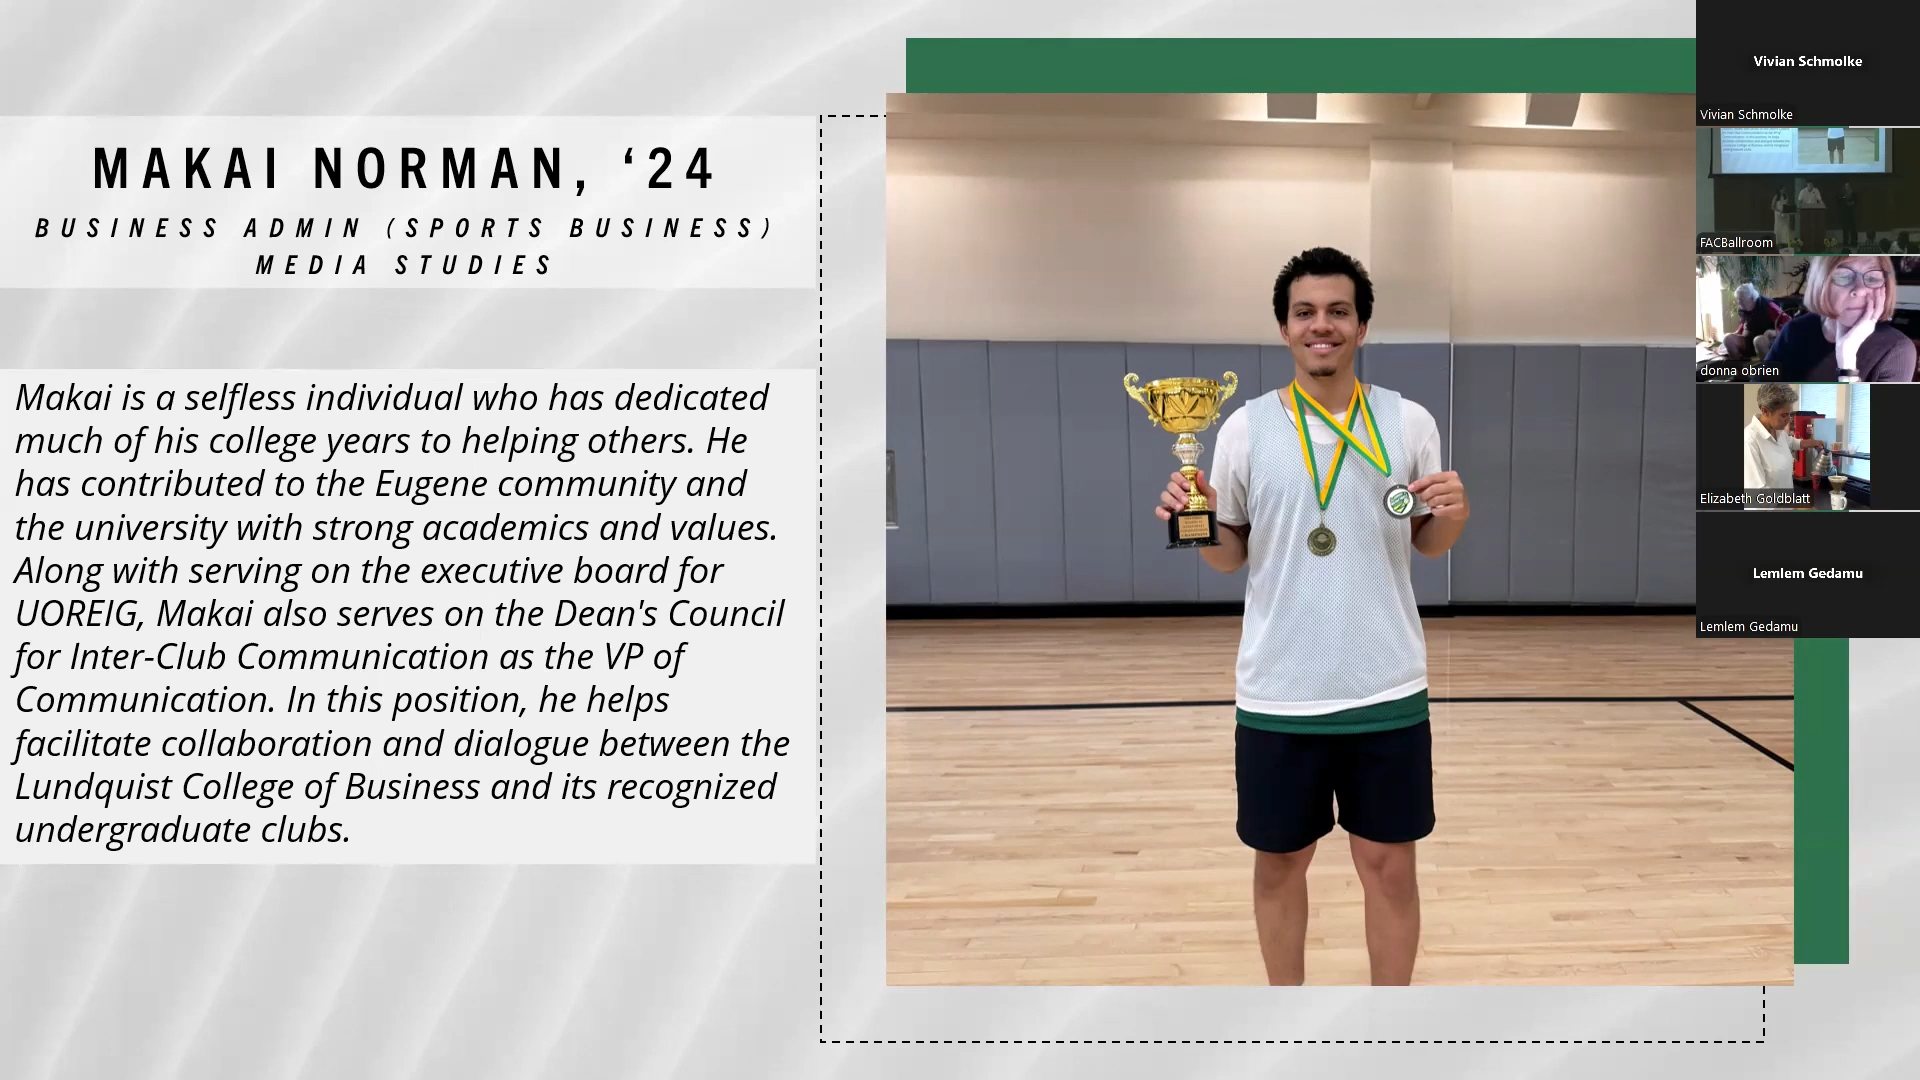 MAKAI NORMAN, ‘24
BUSINESS ADMIN (SPORTS BUSINESS)
MEDIA STUDIES
Makai is a selfless individual who has dedicated
much of his college years to helping others. He
has contributed to the Eugene community and
the university with strong academics and values.
Along with serving on the executive board for
UOREIG, Makai also serves on the Dean's Council
for Inter-Club Communication as the VP of
Communication. In this position, he helps
facilitate collaboration and dialogue between the
Lundquist College of Business and its recognized
undergraduate clubs.
Vivian Schmolke
Vivian Schmolke
FACBallroom
donna obrien
Elizabeth Goldblatt
Lemlem Gedamu
Lemlem Gedamu